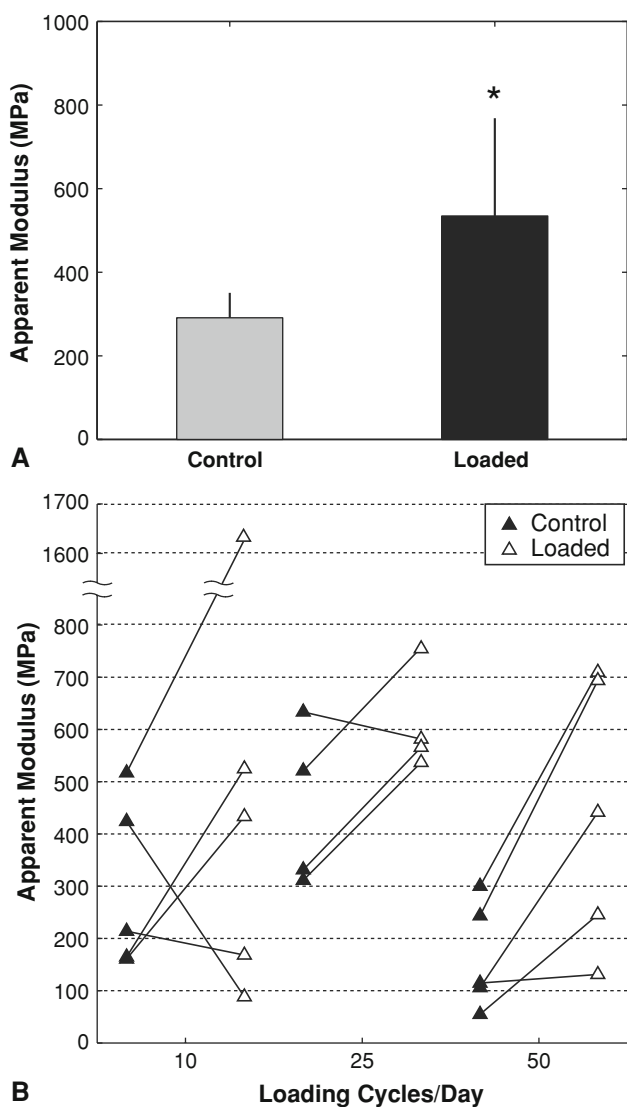 A
Apparent Modulus (MPa)
1000
800
600
400
200
0
*
Control
Loaded
B
Apparent Modulus (MPa)
1700
1600
800
700
600
500
400
300
200
100
0
Control
Loaded
10
25
50
Loading Cycles/Day